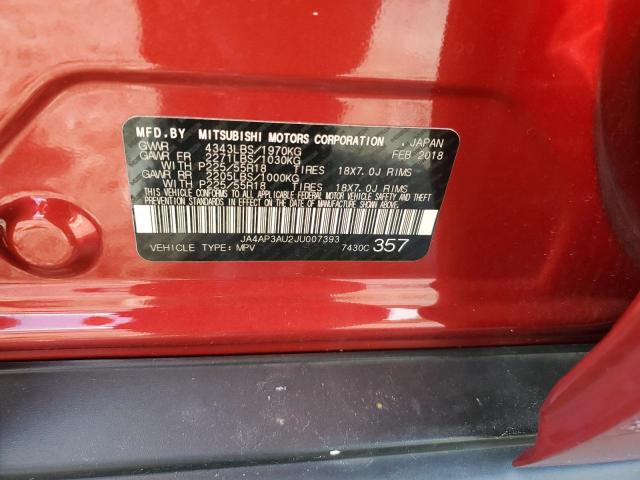 MFD.BY MITSUBISHI MOTORS CORPORATION , JAPAN
GVWR 4343LBS/1970KG FEB 2018
GAWR FR 2271LBS/1030KG
WITH P225/55R18 TIRES 18X7.0J RIMS
GAWR RR 2205LBS/1000KG
WITH P225/55R18 TIRES 18X7.0J RIMS
THIS VEHICLE CONFORMS TO ALL APPLICABLE FEDERAL MOTOR VEHICLE SAFETY AND THEFT
PREVENTION STANDARDS IN EFFECT ON THE DATE OF MANUFACTURE SHOWN ABOVE.
JA4AP3AU2JU007393
VEHICLE TYPE: MPV 7430C 357